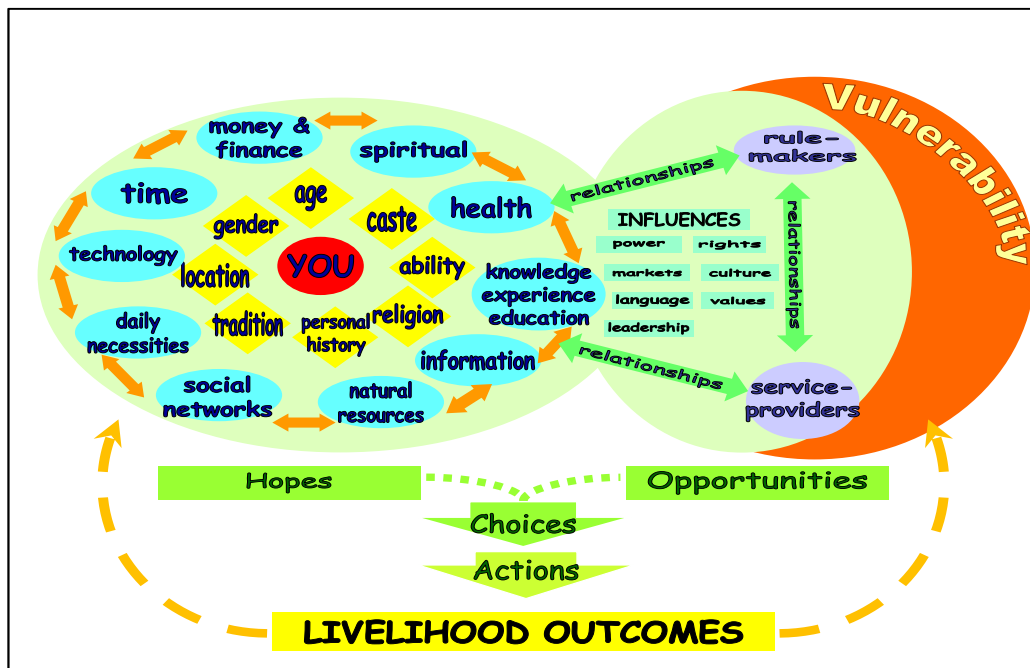 Vulnerability
money &
finance
spiritual
rule-
makers
time
age
health
relationships
gender
caste
INFLUENCES
power
rights
technology
location
YOU
ability
knowledge
experience
education
markets
culture
relationships
language
values
leadership
daily
necessities
tradition
personal
history
religion
information
relationships
social
networks
natural
resources
service-
providers
Hopes
Opportunities
Choices
Actions
LIVELIHOOD OUTCOMES